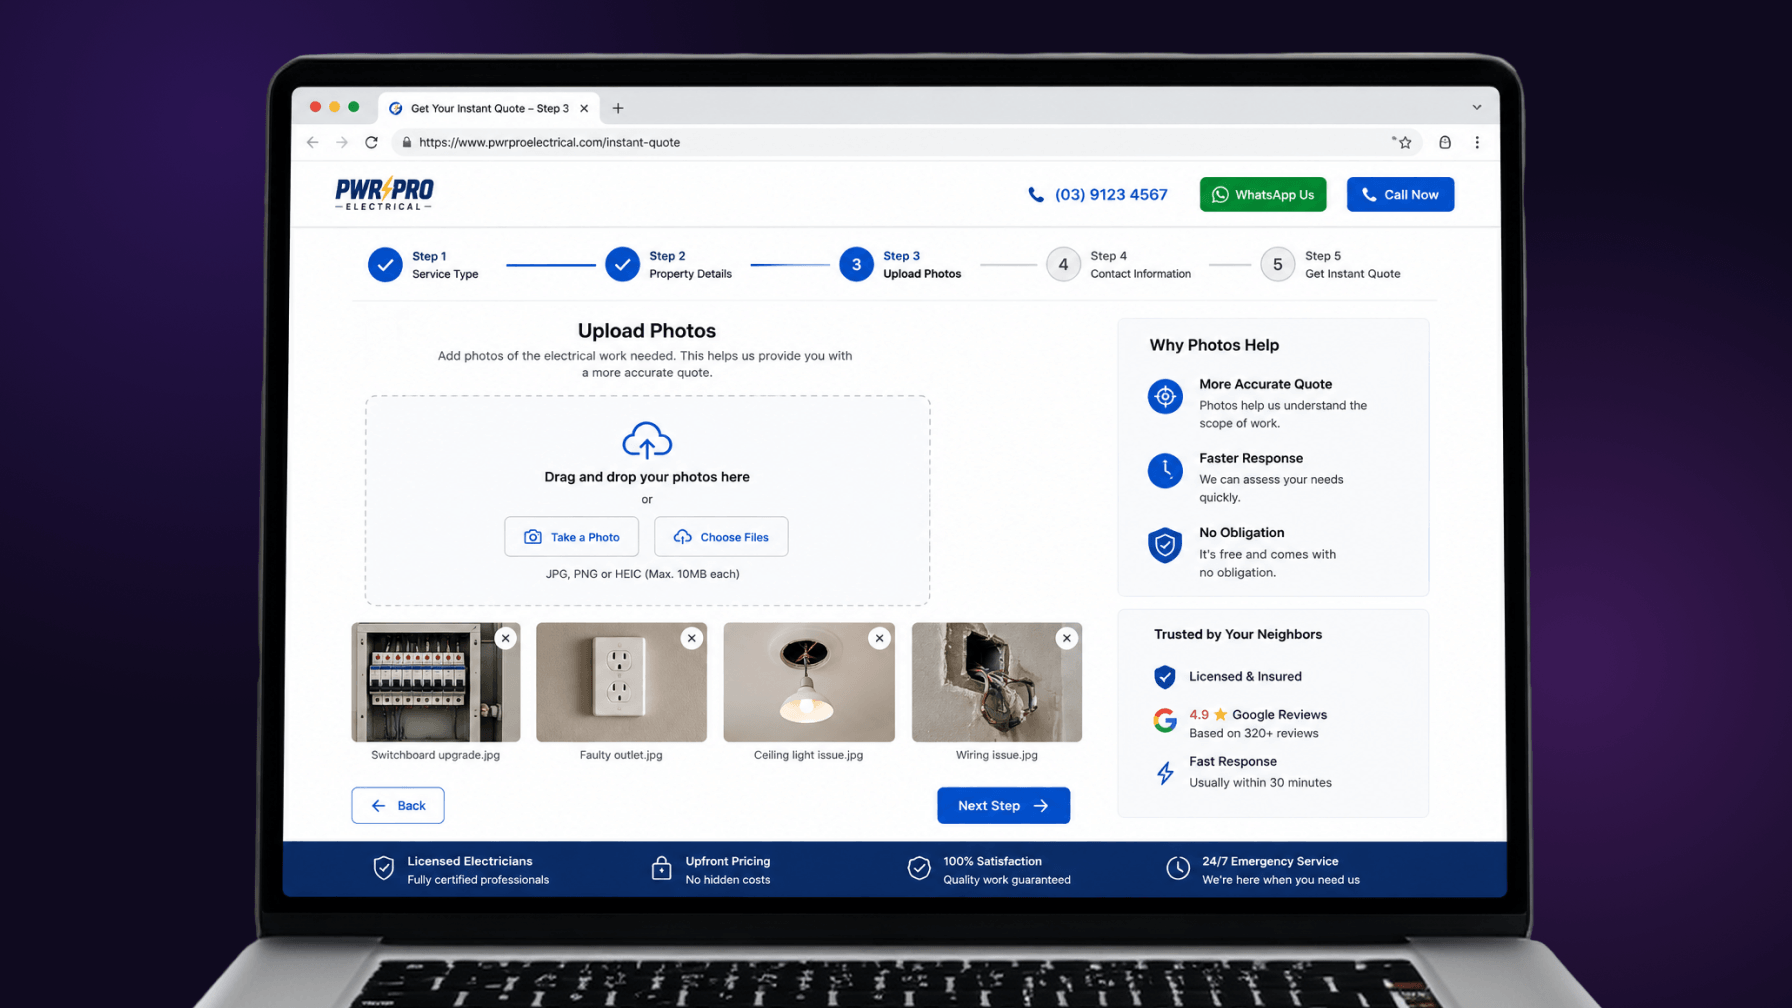 Get Your Instant Quote – Step 3
https://www.pwrproelectrical.com/instant-quote
PWR PRO
ELECTRICAL
(03) 9123 4567
WhatsApp Us
Call Now
Step 1
Service Type
Step 2
Property Details
3
Step 3
Upload Photos
4
Step 4
Contact Information
5
Step 5
Get Instant Quote
Upload Photos
Add photos of the electrical work needed. This helps us provide you with
a more accurate quote.
Drag and drop your photos here
or
Take a Photo
Choose Files
JPG, PNG or HEIC (Max. 10MB each)
Switchboard upgrade.jpg
Faulty outlet.jpg
Ceiling light issue.jpg
Wiring issue.jpg
Back
Next Step
Why Photos Help
More Accurate Quote
Photos help us understand the
scope of work.
Faster Response
We can assess your needs
quickly.
No Obligation
It's free and comes with
no obligation.
Trusted by Your Neighbors
Licensed & Insured
4.9 Google Reviews
Based on 320+ reviews
Fast Response
Usually within 30 minutes
Licensed Electricians
Fully certified professionals
Upfront Pricing
No hidden costs
100% Satisfaction
Quality work guaranteed
24/7 Emergency Service
We're here when you need us